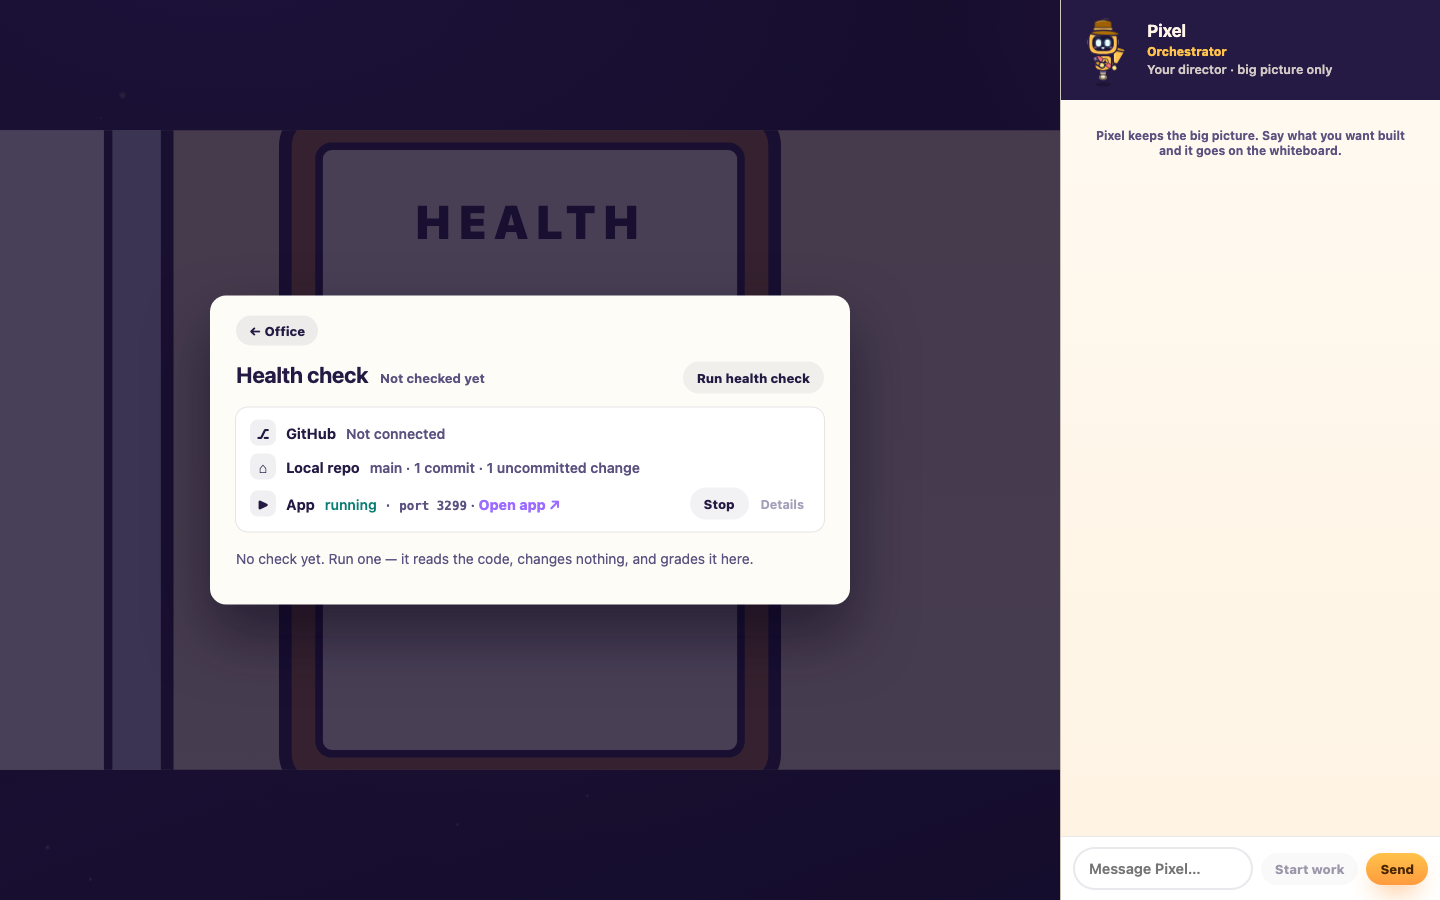 HEALTH
← Office
Health check Not checked yet
Run health check
GitHub Not connected
Local repo main · 1 commit · 1 uncommitted change
App running · port 3299 · Open app ↗
Stop Details
No check yet. Run one — it reads the code, changes nothing, and grades it here.
Pixel
Orchestrator
Your director · big picture only
Pixel keeps the big picture. Say what you want built
and it goes on the whiteboard.
Message Pixel...
Start work
Send